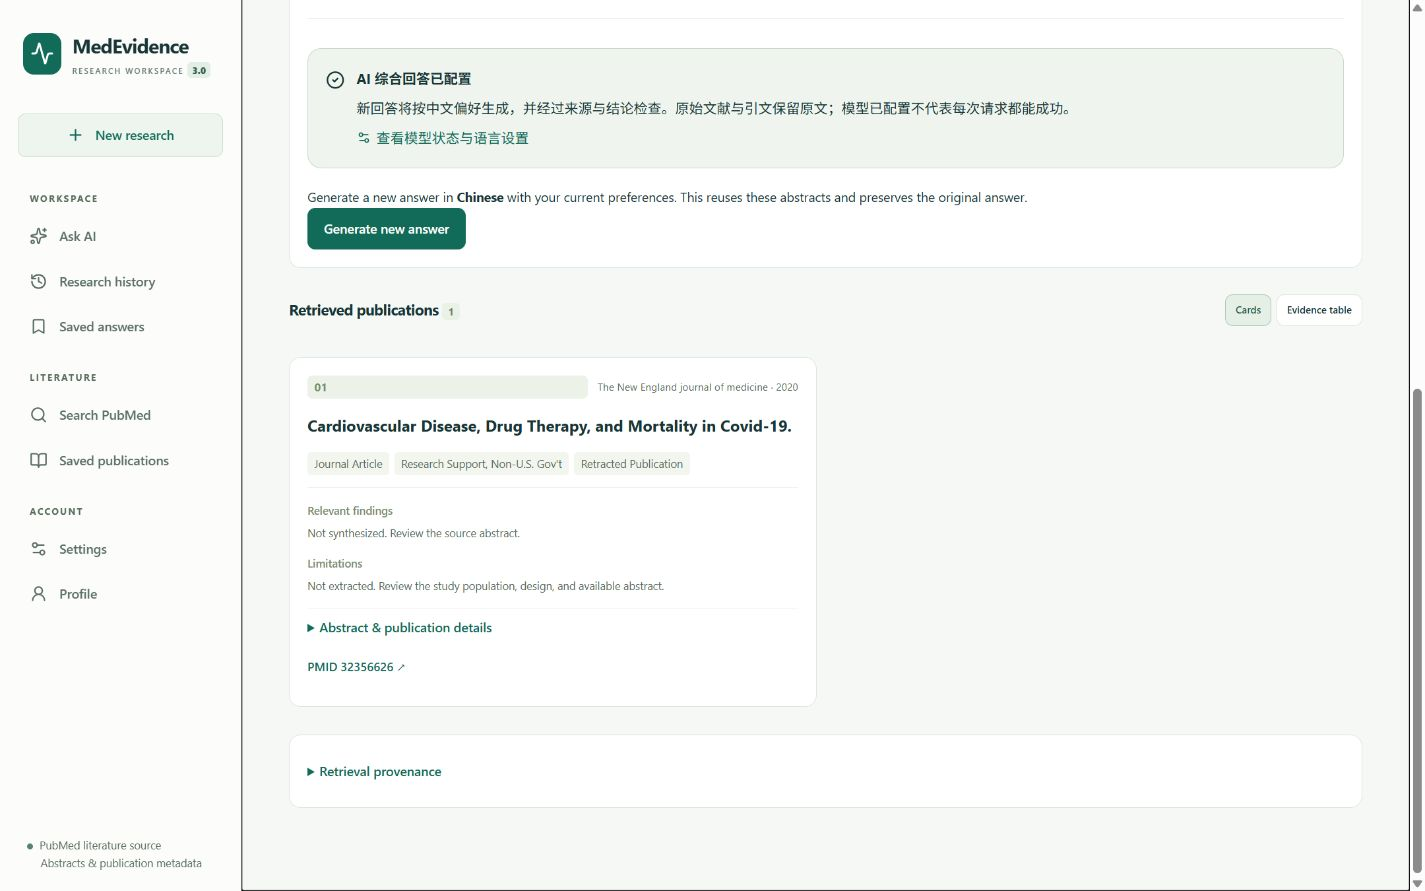 MedEvidence
RESEARCH WORKSPACE 3.0
New research
WORKSPACE
Ask AI
Research history
Saved answers
LITERATURE
Search PubMed
Saved publications
ACCOUNT
Settings
Profile
PubMed literature source
Abstracts & publication metadata
AI 综合回答已配置
新回答将按中文偏好生成，并经过来源与结论检查。原始文献与引文保留原文；模型已配置不代表每次请求都能成功。
查看模型状态与语言设置
Generate a new answer in Chinese with your current preferences. This reuses these abstracts and preserves the original answer.
Generate new answer
Retrieved publications 1
Cards
Evidence table
01
The New England journal of medicine · 2020
Cardiovascular Disease, Drug Therapy, and Mortality in Covid-19.
Journal Article
Research Support, Non-U.S. Gov't
Retracted Publication
Relevant findings
Not synthesized. Review the source abstract.
Limitations
Not extracted. Review the study population, design, and available abstract.
Abstract & publication details
PMID 32356626 ↗
Retrieval provenance